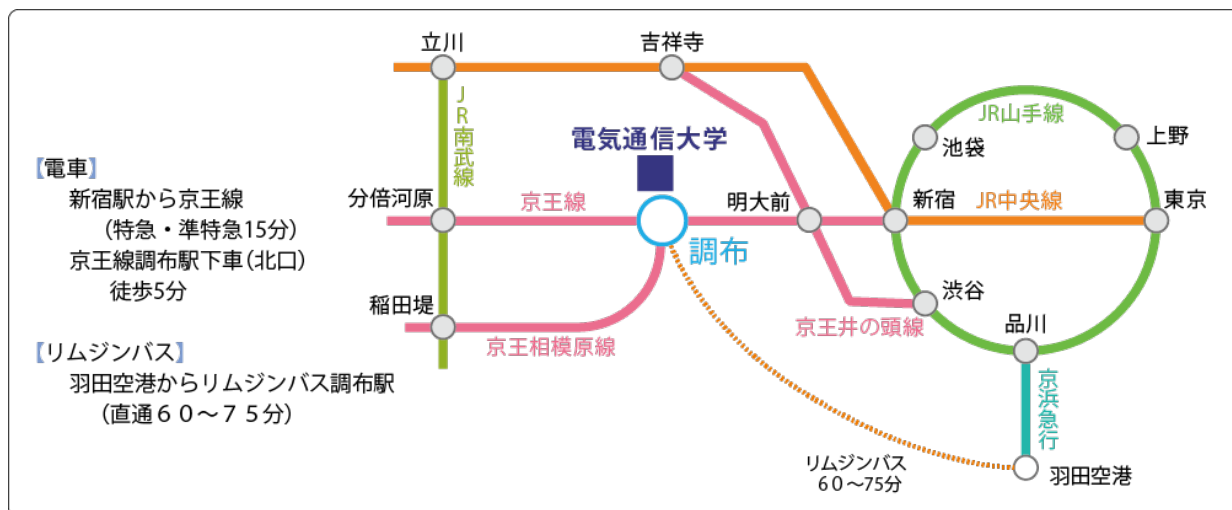 【電車】
新宿駅から京王線
(特急・準特急15分)
京王線調布駅下車(北口)
徒歩5分
【リムジンバス】
羽田空港からリムジンバス調布駅
(直通６０～７５分)
立川
吉祥寺
JR南武線
電気通信大学
JR山手線
池袋
上野
分倍河原
京王線
調布
明大前
新宿
JR中央線
東京
稲田堤
京王相模原線
京王井の頭線
渋谷
品川
京浜急行
リムジンバス
６０～75分
羽田空港